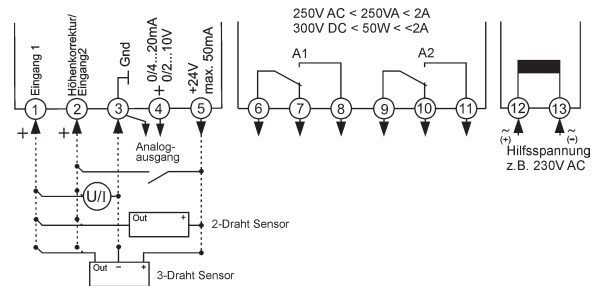 250V AC < 250VA < 2A
300V DC < 50W < <2A
Eingang 1
Höhenkorrektur/
Eingang2
Gnd
0/4...20mA
+ 0/2...10V
+24V
max. 50mA
A1
A2
1
2
3
4
5
6
7
8
9
10
11
12
13
+
+
Analog-
ausgang
~
(+)
~
(–)
Hilfsspannung
z.B. 230V AC
U/I
Out
+
2-Draht Sensor
Out – +
3-Draht Sensor